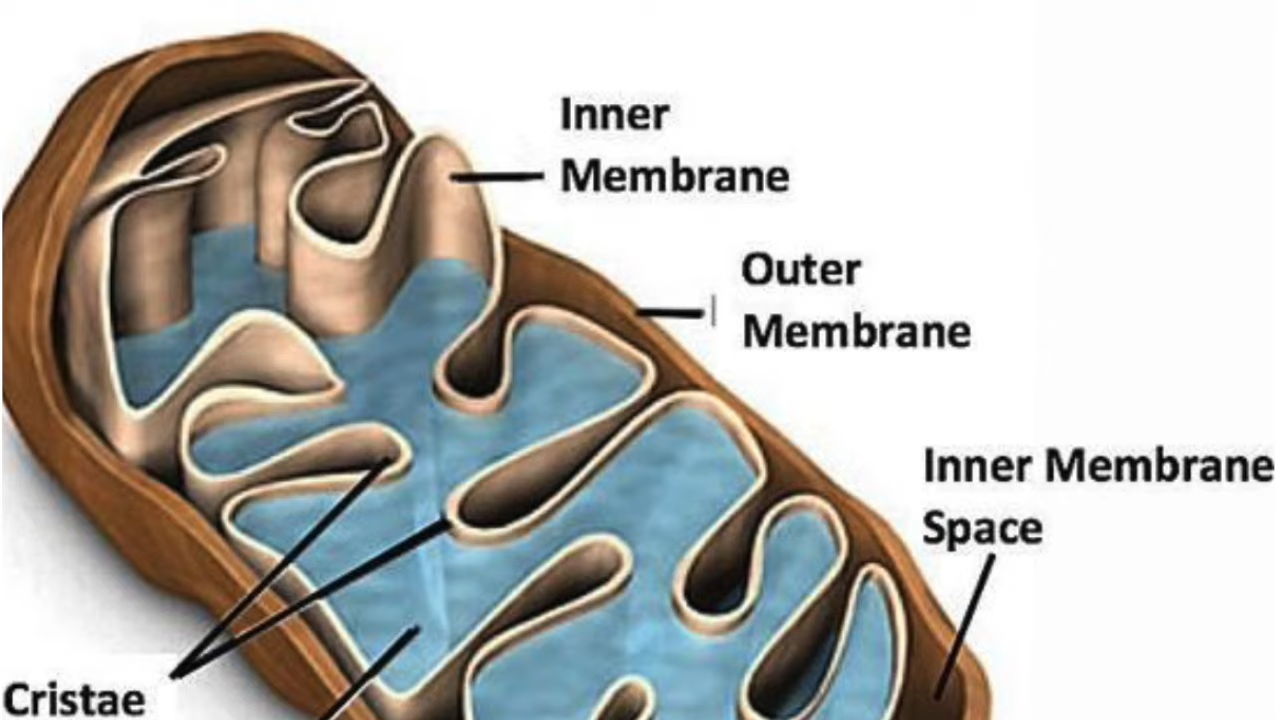 Inner
Membrane
Outer
Membrane
Inner Membrane
Space
Cristae